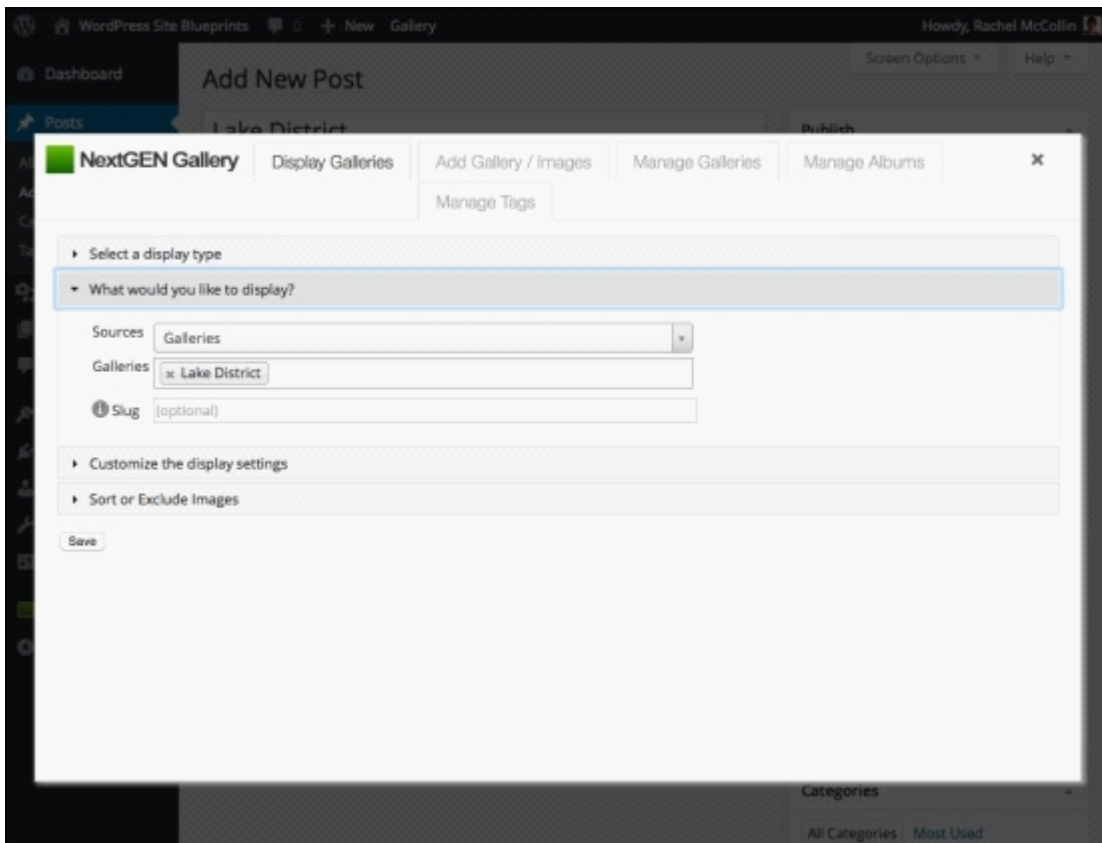 WordPress Site Blueprints 0 + New Gallery Howdy, Rachel McCollin
Screen Options Help
Dashboard
Add New Post
Posts
Lake District
Publish
NextGEN Gallery Display Galleries Add Gallery / Images Manage Galleries Manage Albums ×
Manage Tags
Select a display type
What would you like to display?
Sources Galleries
Galleries × Lake District
Slug (optional)
Customize the display settings
Sort or Exclude Images
Save
Categories
All Categories Most Used